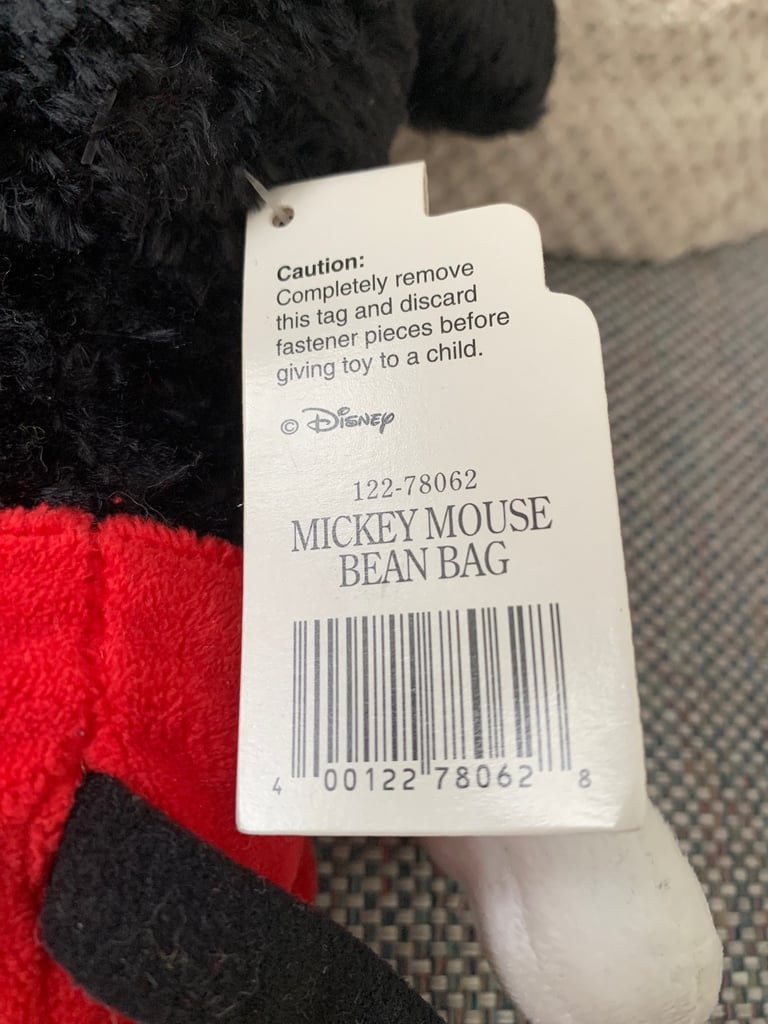 Caution:
Completely remove
this tag and discard
fastener pieces before
giving toy to a child.
© Disney
122-78062
MICKEY MOUSE
BEAN BAG
4 00122 78062 8